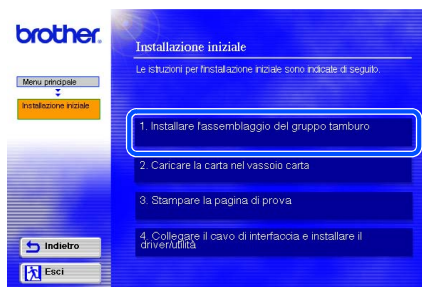 brother.
Installazione iniziale
Le istruzioni per l'installazione iniziale sono indicate di seguito.
Menu principale
Installazione iniziale
1. Installare l'assemblaggio del gruppo tamburo
2. Caricare la carta nel vassoio carta
3. Stampare la pagina di prova
4. Collegare il cavo di interfaccia e installare il
driver/utilità
Indietro
Esci